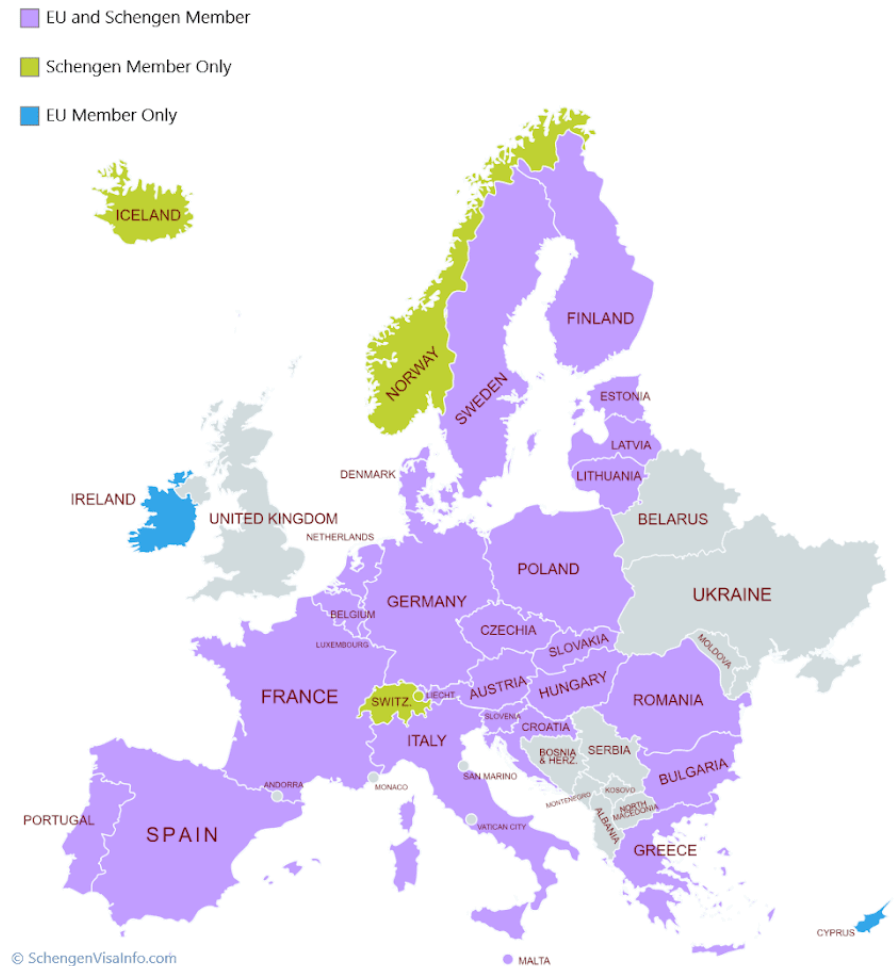 EU and Schengen Member
Schengen Member Only
EU Member Only
ICELAND
FINLAND
NORWAY
SWEDEN
ESTONIA
LATVIA
LITHUANIA
DENMARK
IRELAND
UNITED KINGDOM
BELARUS
NETHERLANDS
POLAND
UKRAINE
GERMANY
BELGIUM
CZECHIA
LUXEMBOURG
SLOVAKIA
MOLDOVA
FRANCE
SWITZ.
LIECHT
AUSTRIA
HUNGARY
ROMANIA
SLOVENIA
CROATIA
ITALY
BOSNIA
& HERZ.
SERBIA
BULGARIA
SAN MARINO
ANDORRA
MONACO
KOSOVO
MONTENEGRO
NORTH
MACEDONIA
ALBANIA
PORTUGAL
SPAIN
VATICAN CITY
GREECE
CYPRUS
MALTA
© SchengenVisaInfo.com